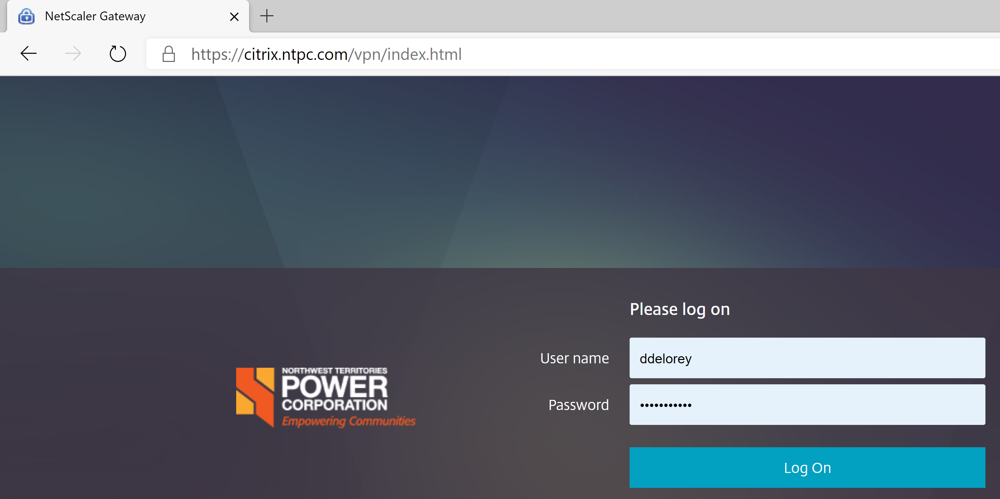 NetScaler Gateway
https://citrix.ntpc.com/vpn/index.html
Please log on
User name
ddelorey
Password
•••••••••••
Log On
NORTHWEST TERRITORIES
POWER
CORPORATION
Empowering Communities